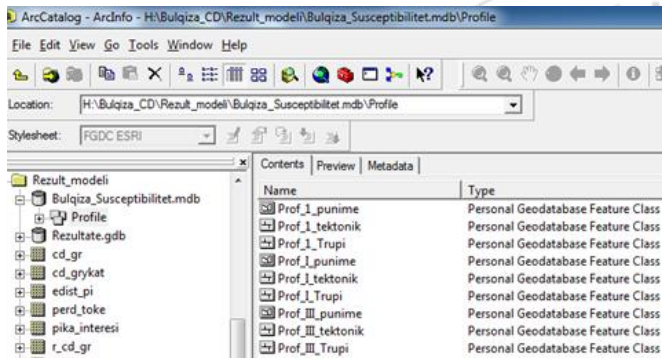 ArcCatalog - ArcInfo - H:\Bulqiza_CD\Rezult_modeli\Bulqiza_Susceptibilitet.mdb\Profile
File Edit View Go Tools Window Help
Location: H:\Bulqiza_CD\Rezult_modeli\Bulqiza_Susceptibilitet.mdb\Profile
Stylesheet: FGDC ESRI
Contents Preview Metadata
Rezult_modeli
Bulqiza_Susceptibilitet.mdb
Profile
Rezultate.gdb
cd_gr
cd_grykat
edist_pi
perd_toke
pika_interesi
r_cd_gr
Name Type
Prof_1_punime Personal Geodatabase Feature Class
Prof_1_tektonik Personal Geodatabase Feature Class
Prof_1_Trupi Personal Geodatabase Feature Class
Prof_I_punime Personal Geodatabase Feature Class
Prof_I_tektonik Personal Geodatabase Feature Class
Prof_I_Trupi Personal Geodatabase Feature Class
Prof_III_punime Personal Geodatabase Feature Class
Prof_III_tektonik Personal Geodatabase Feature Class
Prof_III_Trupi Personal Geodatabase Feature Class